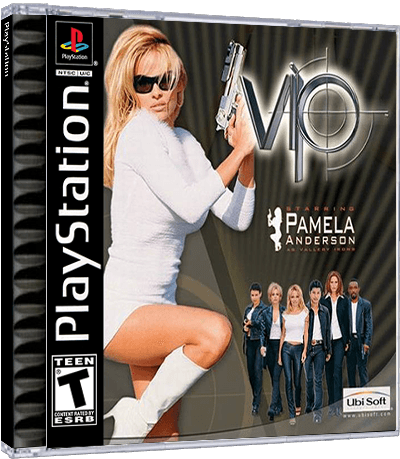 PlayStation
PlayStation
®
NTSC U/C
PlayStation®
VIP
STARRING
PAMELA
ANDERSON
AS VALLERY IRONS
TEEN
T
CONTENT RATED BY
ESRB
Ubi Soft
www.ubisoft.com